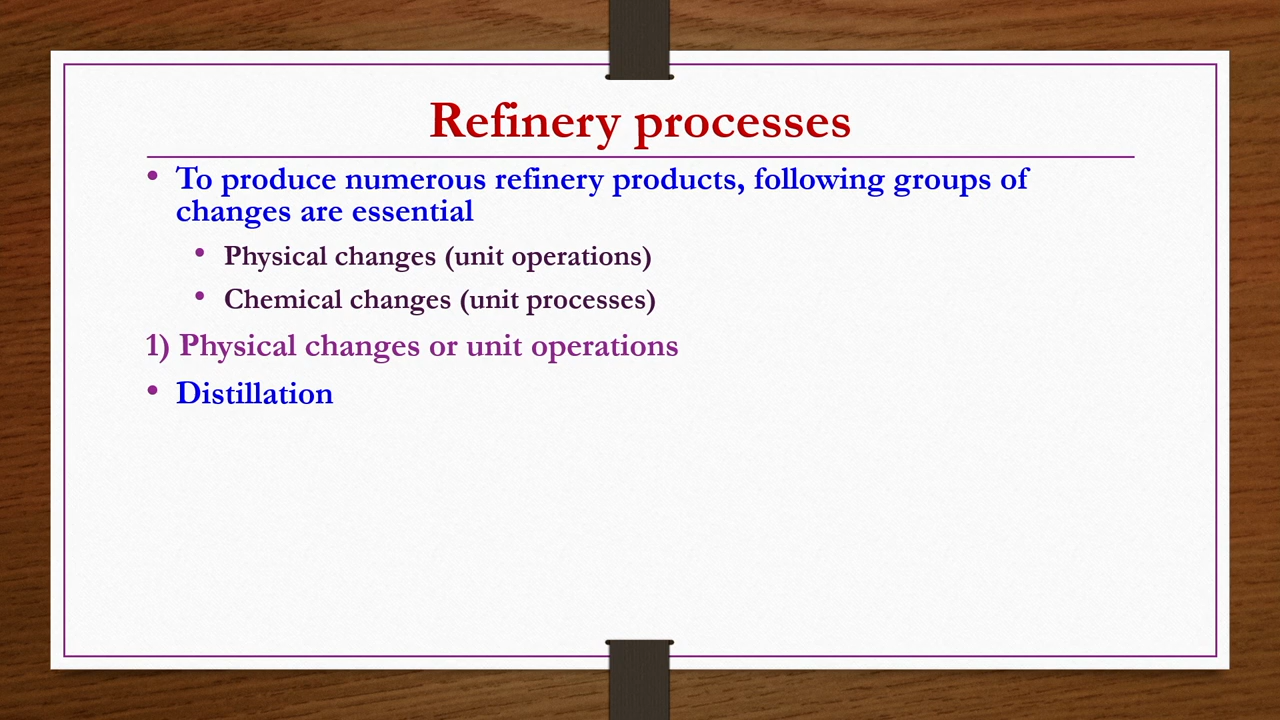 Refinery processes
• To produce numerous refinery products, following groups of
changes are essential
• Physical changes (unit operations)
• Chemical changes (unit processes)
1) Physical changes or unit operations
• Distillation